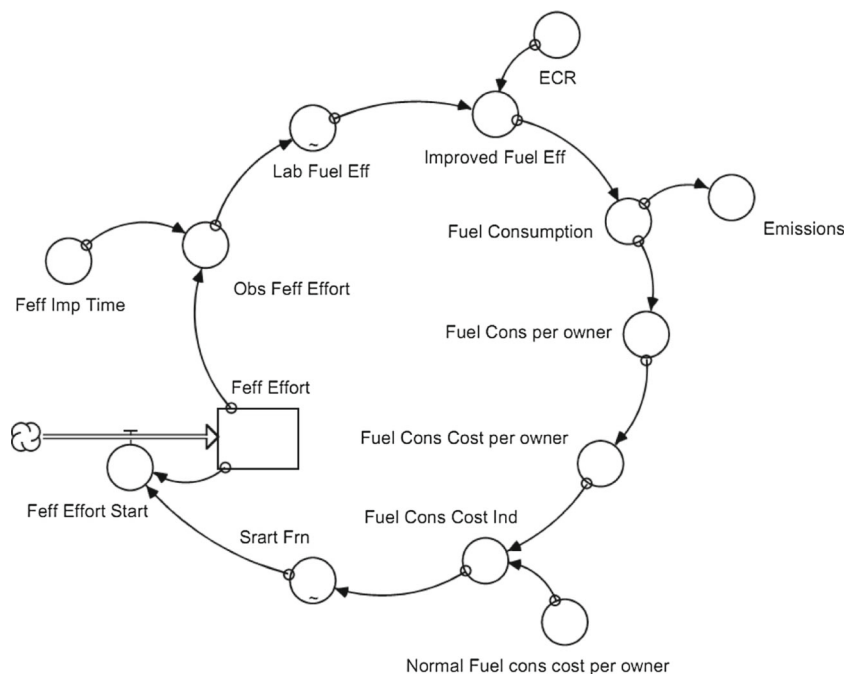 ECR
Improved Fuel Eff
~
Lab Fuel Eff
Fuel Consumption
Emissions
Obs Feff Effort
Feff Imp Time
Fuel Cons per owner
Feff Effort
Fuel Cons Cost per owner
Feff Effort Start
Fuel Cons Cost Ind
Srart Frn
~
Normal Fuel cons cost per owner